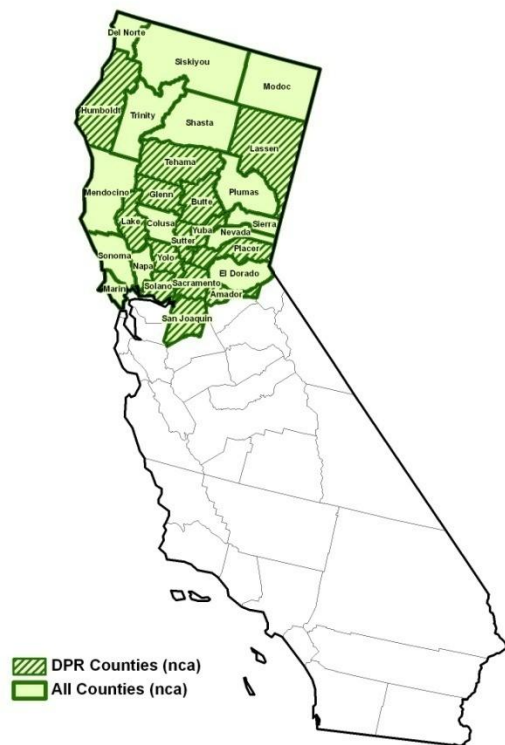 Del Norte
Siskiyou
Modoc
Humboldt
Trinity
Shasta
Lassen
Tehama
Plumas
Mendocino
Glenn
Butte
Lake
Colusa
Yuba
Sierra
Nevada
Sutter
Placer
Sonoma
Napa
Yolo
El Dorado
Marin
Solano
Sacramento
Amador
San Joaquin
DPR Counties (nca)
All Counties (nca)